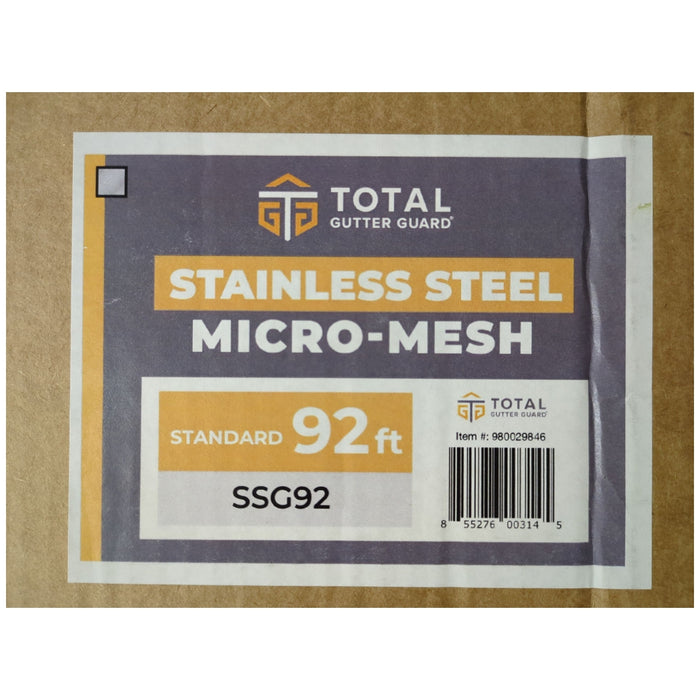 TOTAL
GUTTER GUARD®
STAINLESS STEEL
MICRO-MESH
STANDARD 92 ft
SSG92
TOTAL
GUTTER GUARD®
Item #: 980029846
8 55276 00314 5